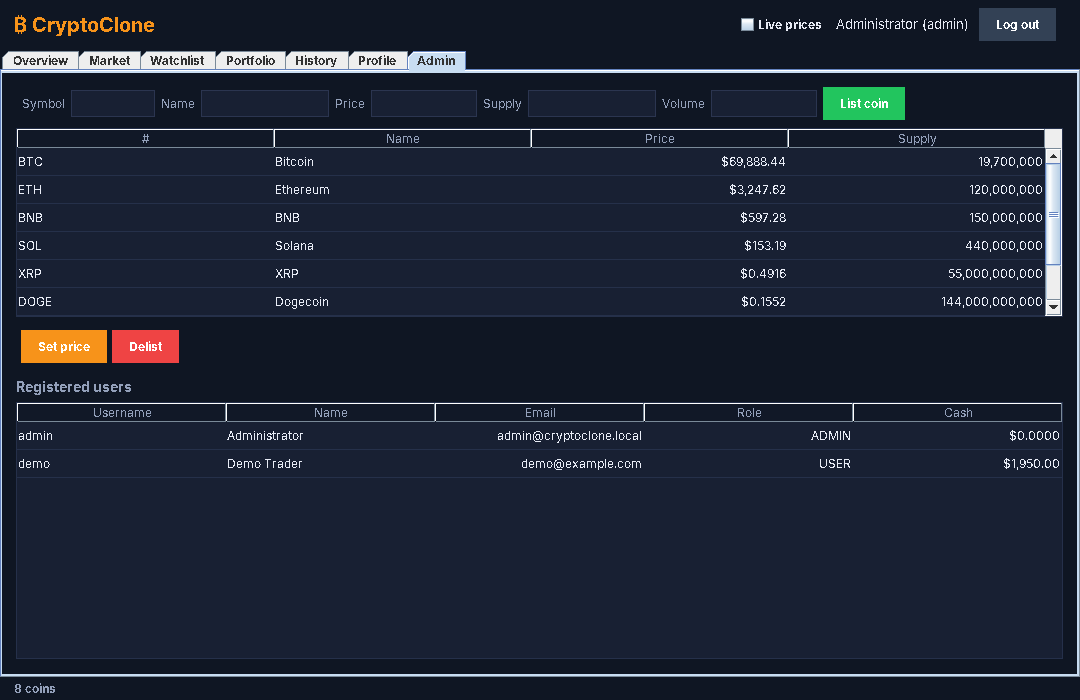 ₿ CryptoClone
Live prices Administrator (admin) Log out
Overview Market Watchlist Portfolio History Profile Admin
Symbol Name Price Supply Volume List coin
# Name Price Supply
BTC Bitcoin $69,888.44 19,700,000
ETH Ethereum $3,247.62 120,000,000
BNB BNB $597.28 150,000,000
SOL Solana $153.19 440,000,000
XRP XRP $0.4916 55,000,000,000
DOGE Dogecoin $0.1552 144,000,000,000
Set price Delist
Registered users
Username Name Email Role Cash
admin Administrator admin@cryptoclone.local ADMIN $0.0000
demo Demo Trader demo@example.com USER $1,950.00
8 coins